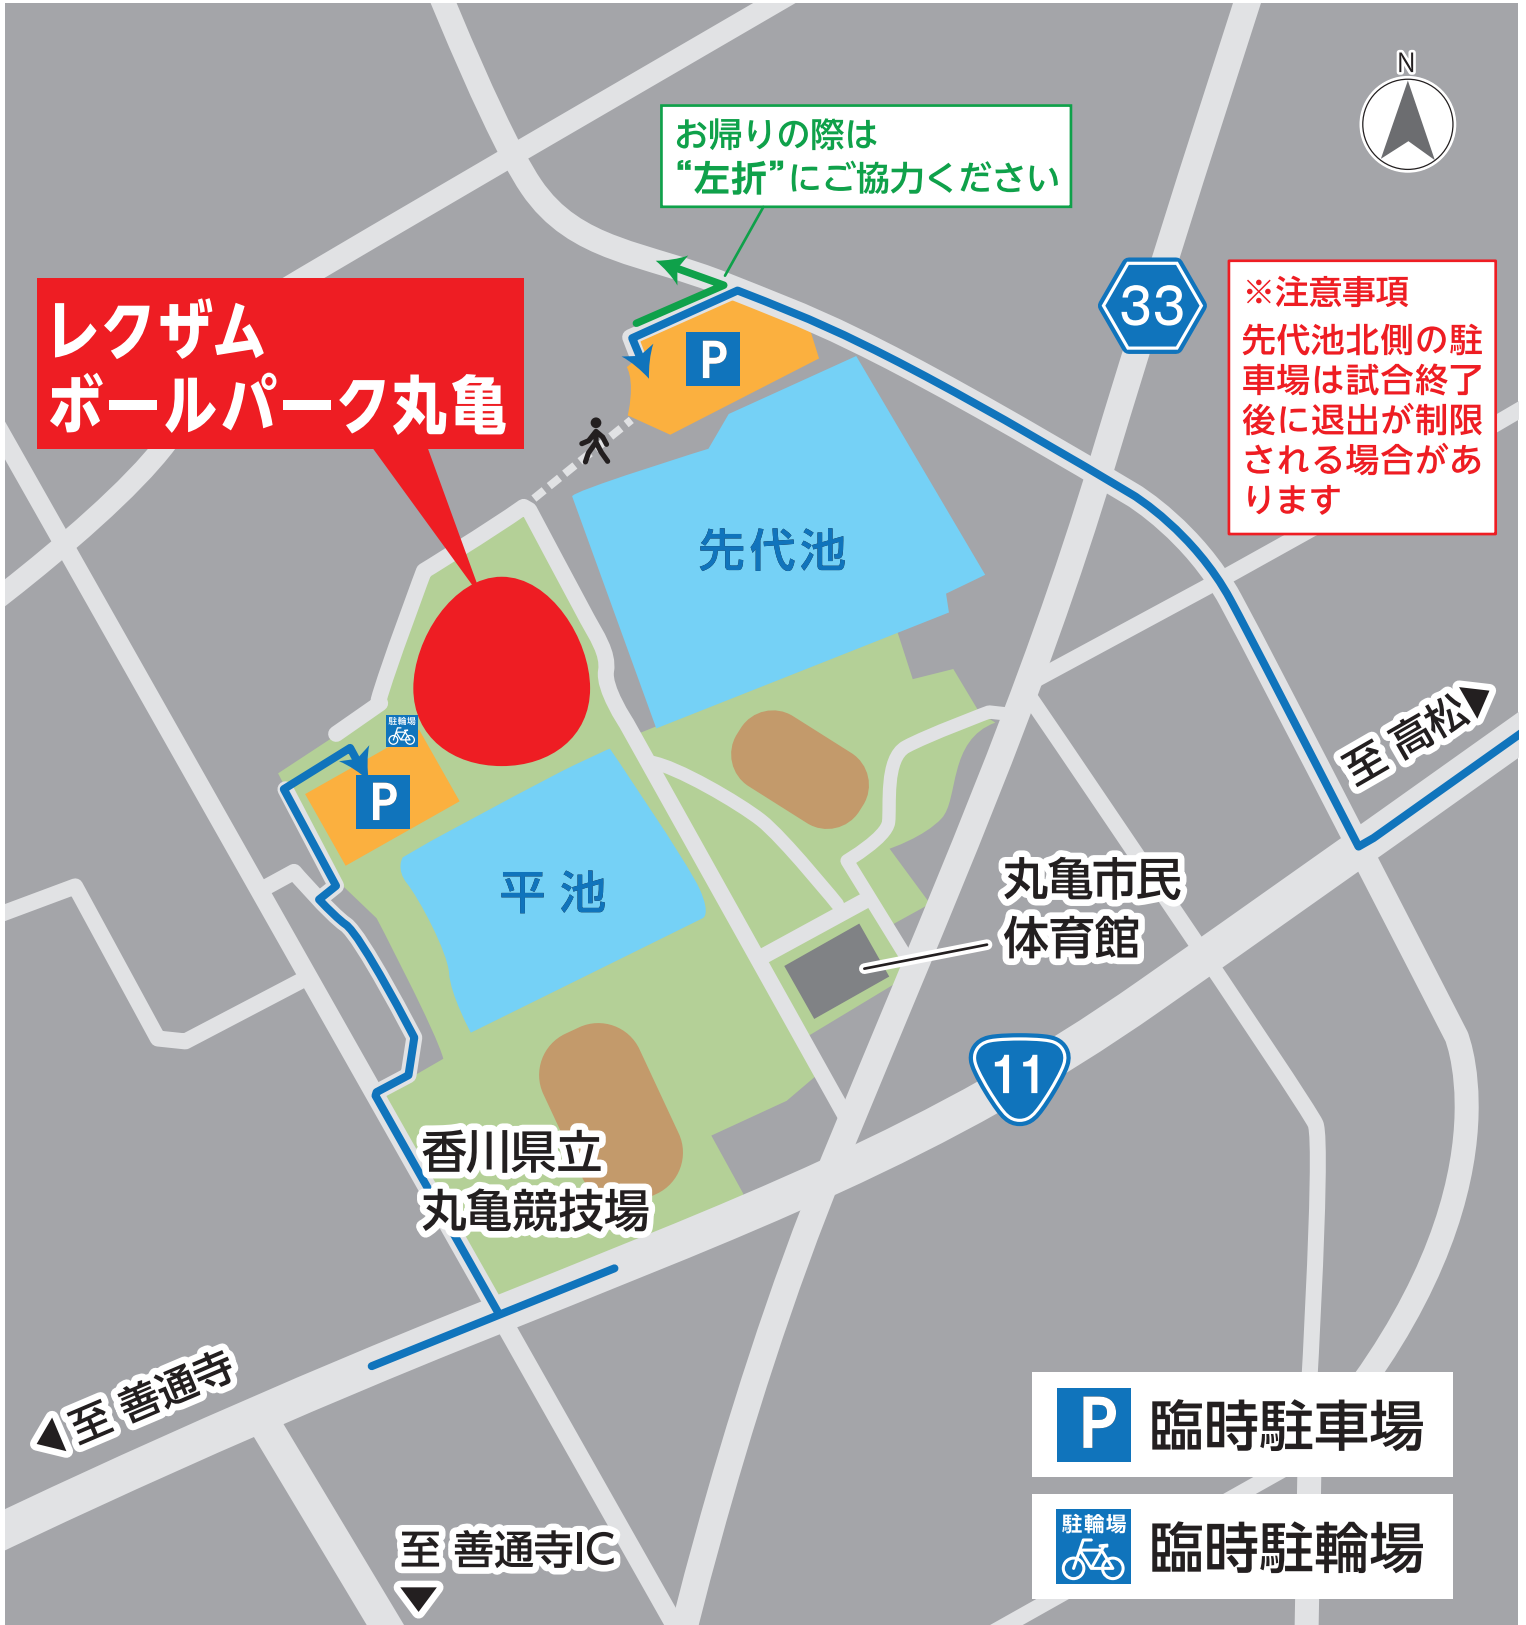 N
お帰りの際は
“左折”にご協力ください
33
※注意事項
先代池北側の駐
車場は試合終了
後に退出が制限
される場合があ
ります
レクザム
ボールパーク丸亀
P
先代池
至 高松
駐輪場
P
平池
丸亀市民
体育館
11
香川県立
丸亀競技場
至 善通寺
至 善通寺IC
P 臨時駐車場
駐輪場
臨時駐輪場